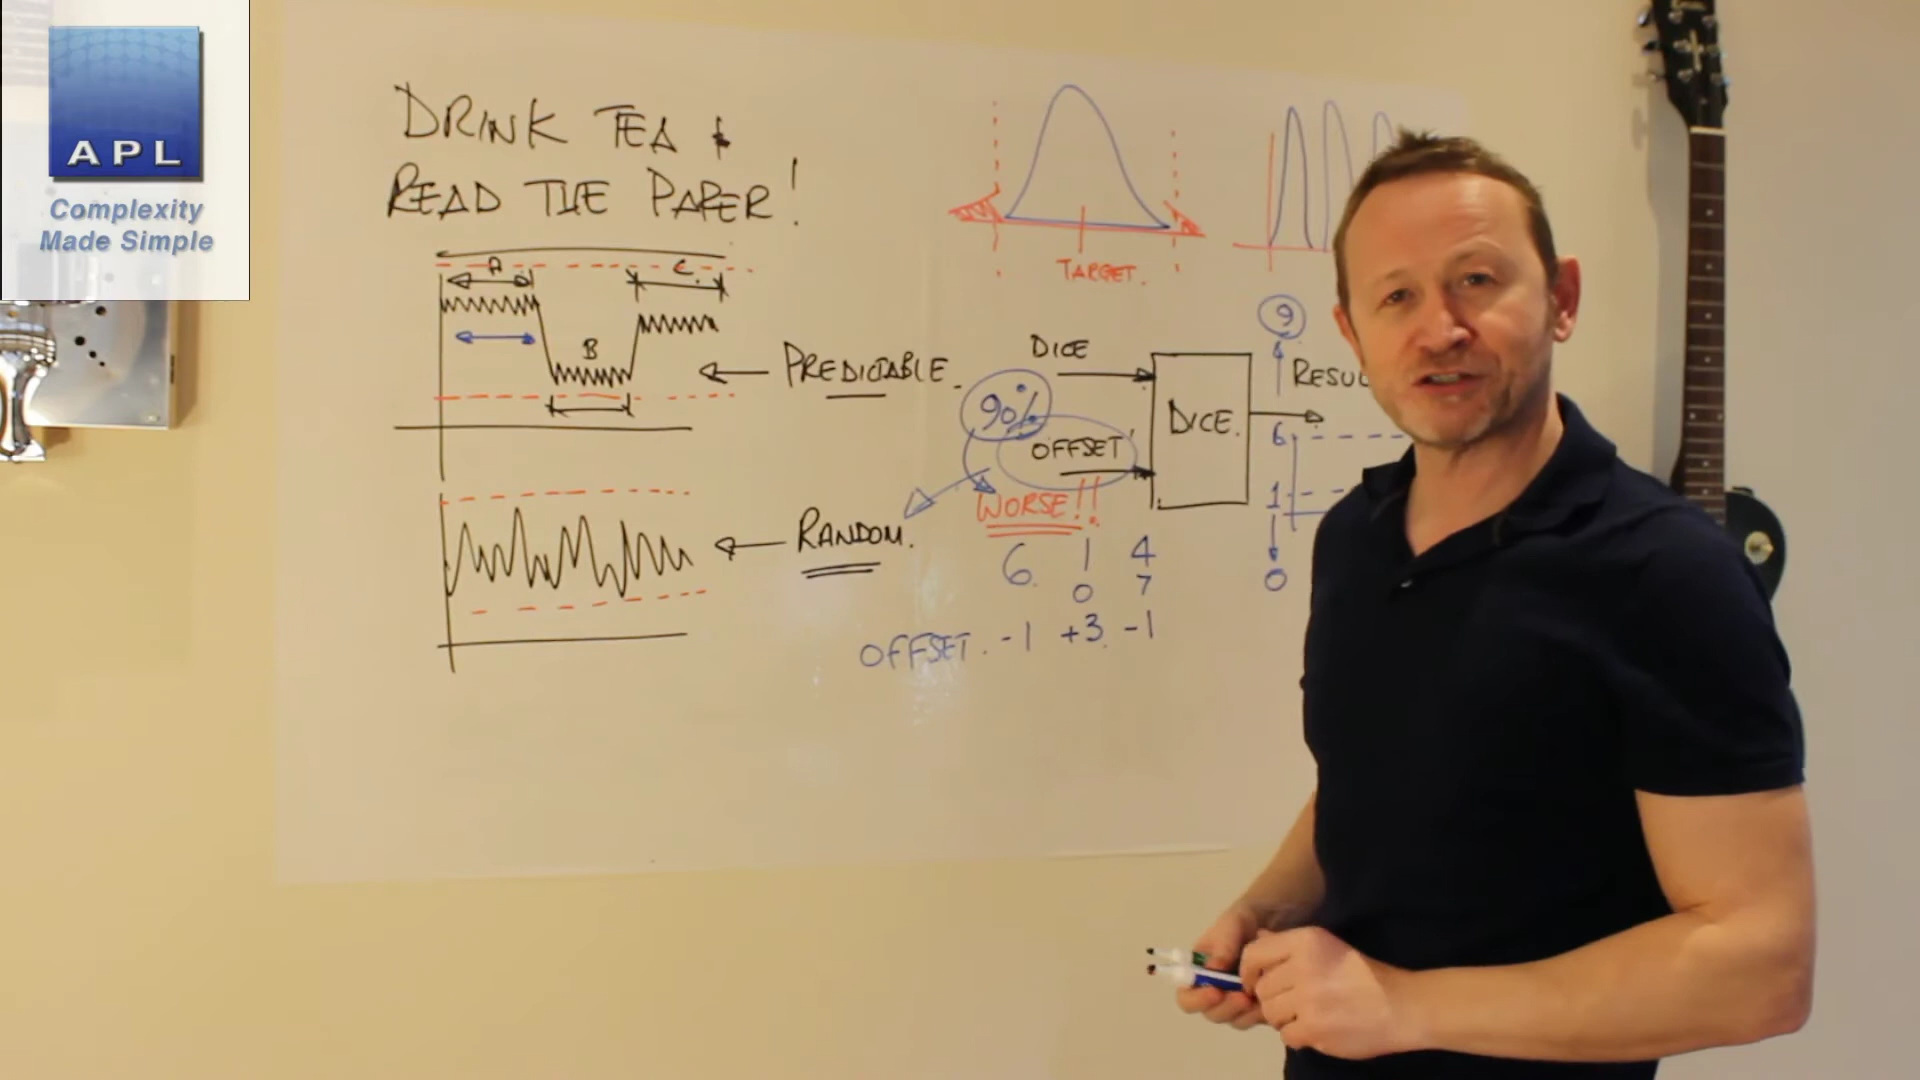 APL
Complexity
Made Simple
DRINK TEA &
READ THE PAPER!
A
C
B
PREDICTABLE.
RANDOM.
TARGET.
DICE
90%
OFFSET
WORSE!!
DICE.
9
6
1
0
6. 1 4
0 7
OFFSET. -1 +3 -1